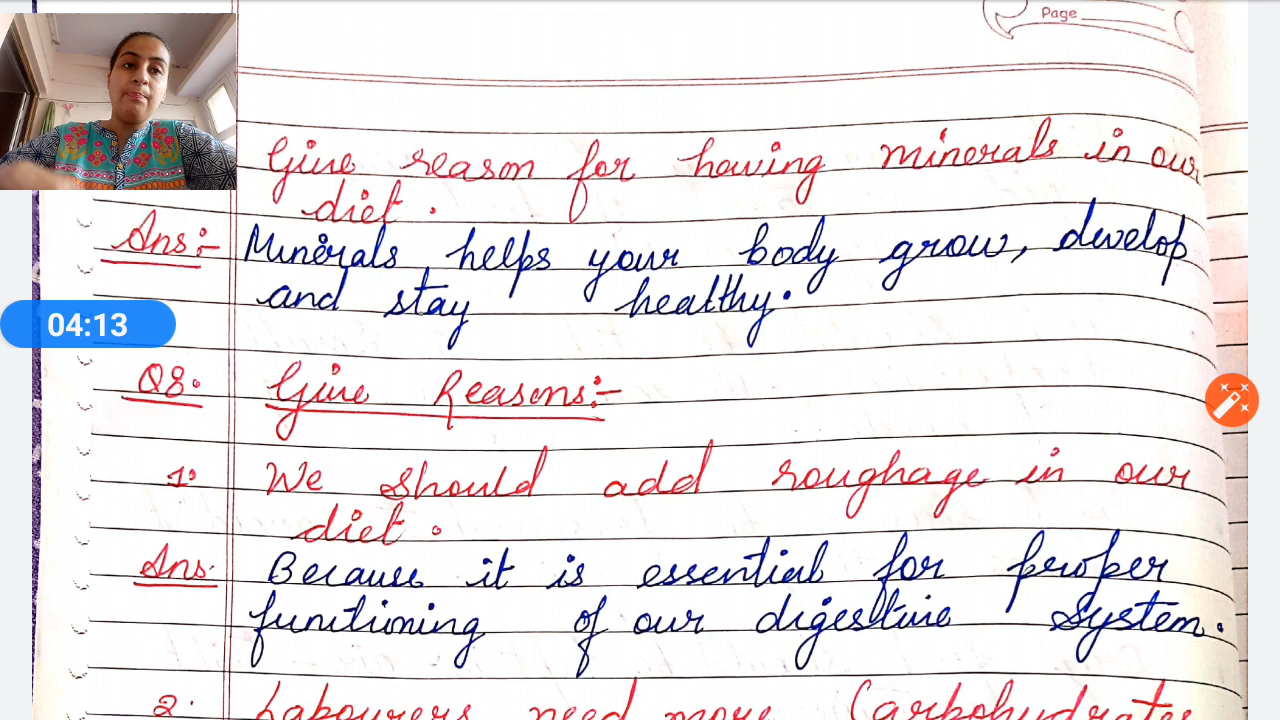 Page
Give reason for having minerals in our
diet.
Ans:- Minerals helps your body grow, develop
and stay healthy.
04:13
Q8. Give Reasons:-
1. We should add roughage in our
diet.
Ans. Because it is essential for proper
functioning of our digestive system.
2. Labourers need more Carbohydrates